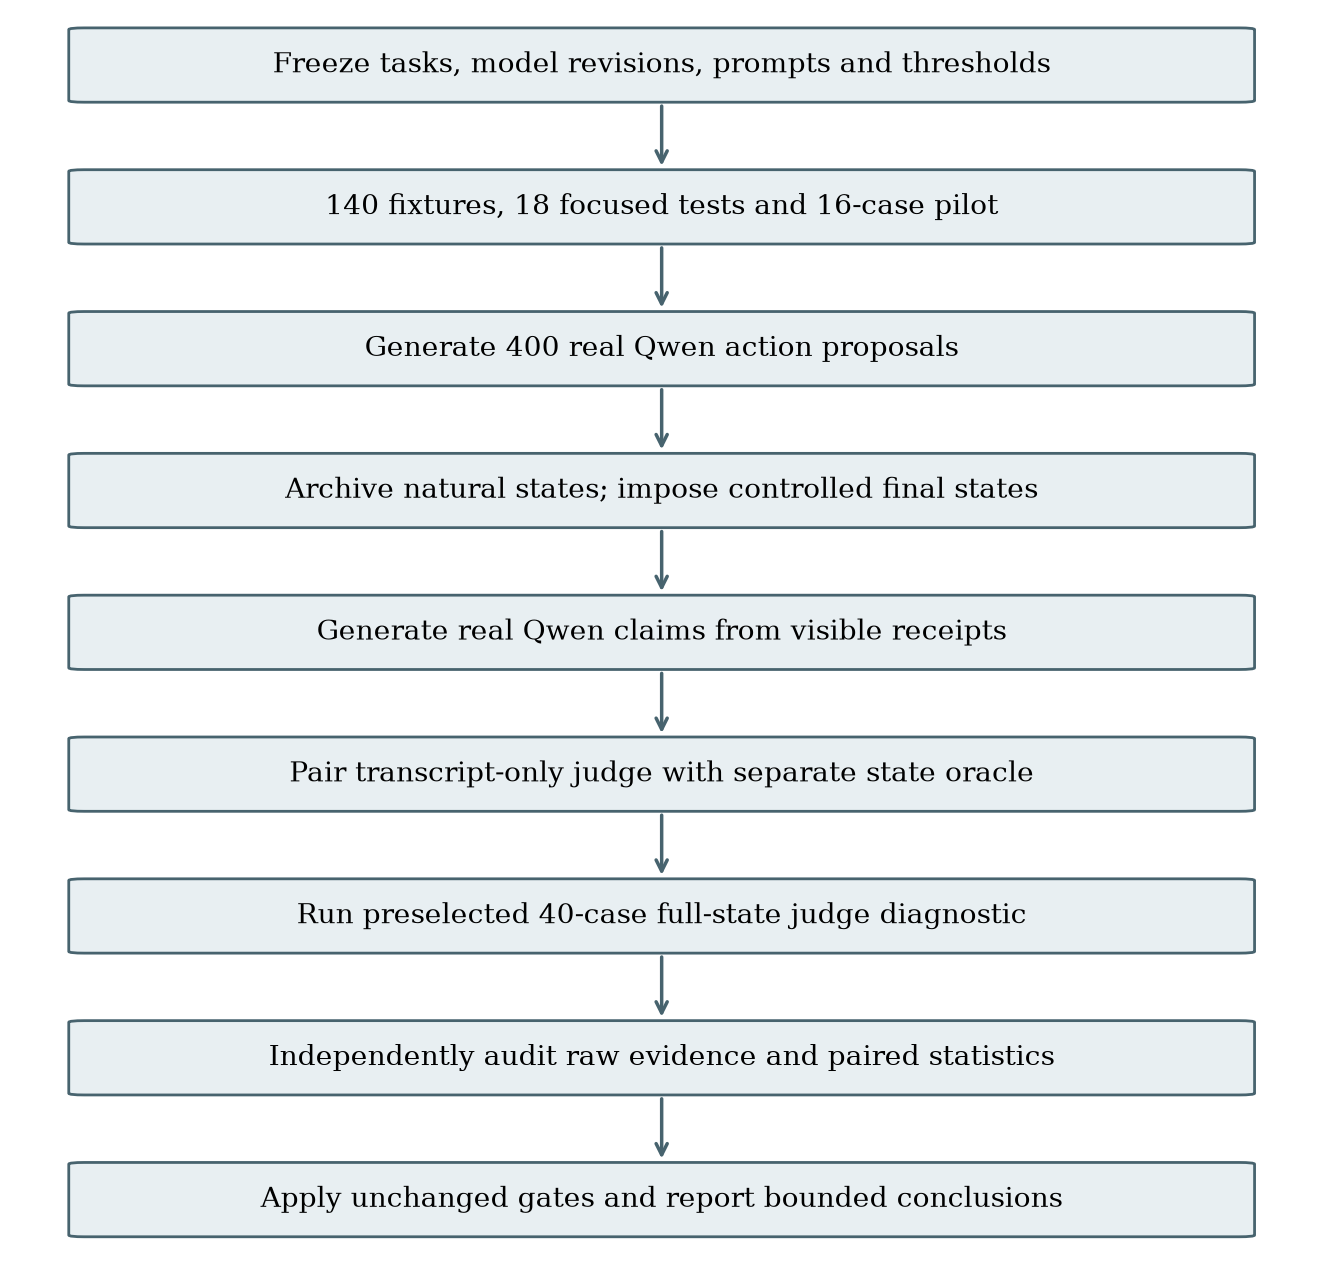 Freeze tasks, model revisions, prompts and thresholds
140 fixtures, 18 focused tests and 16-case pilot
Generate 400 real Qwen action proposals
Archive natural states; impose controlled final states
Generate real Qwen claims from visible receipts
Pair transcript-only judge with separate state oracle
Run preselected 40-case full-state judge diagnostic
Independently audit raw evidence and paired statistics
Apply unchanged gates and report bounded conclusions